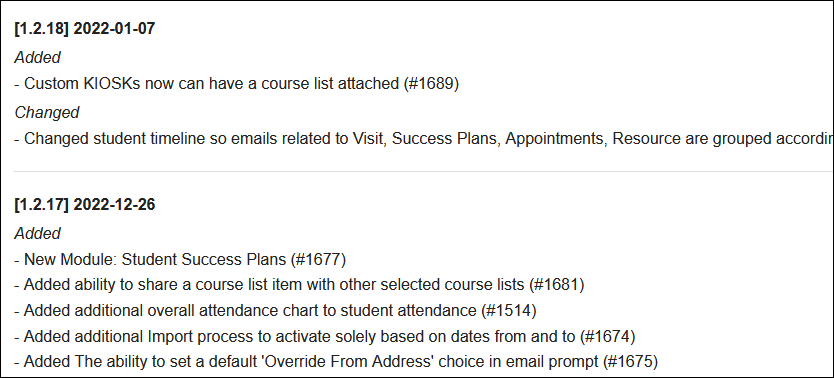 [1.2.18] 2022-01-07
Added
- Custom KIOSKs now can have a course list attached (#1689)
Changed
- Changed student timeline so emails related to Visit, Success Plans, Appointments, Resource are grouped accordin
[1.2.17] 2022-12-26
Added
- New Module: Student Success Plans (#1677)
- Added ability to share a course list item with other selected course lists (#1681)
- Added additional overall attendance chart to student attendance (#1514)
- Added additional Import process to activate solely based on dates from and to (#1674)
- Added The ability to set a default 'Override From Address' choice in email prompt (#1675)